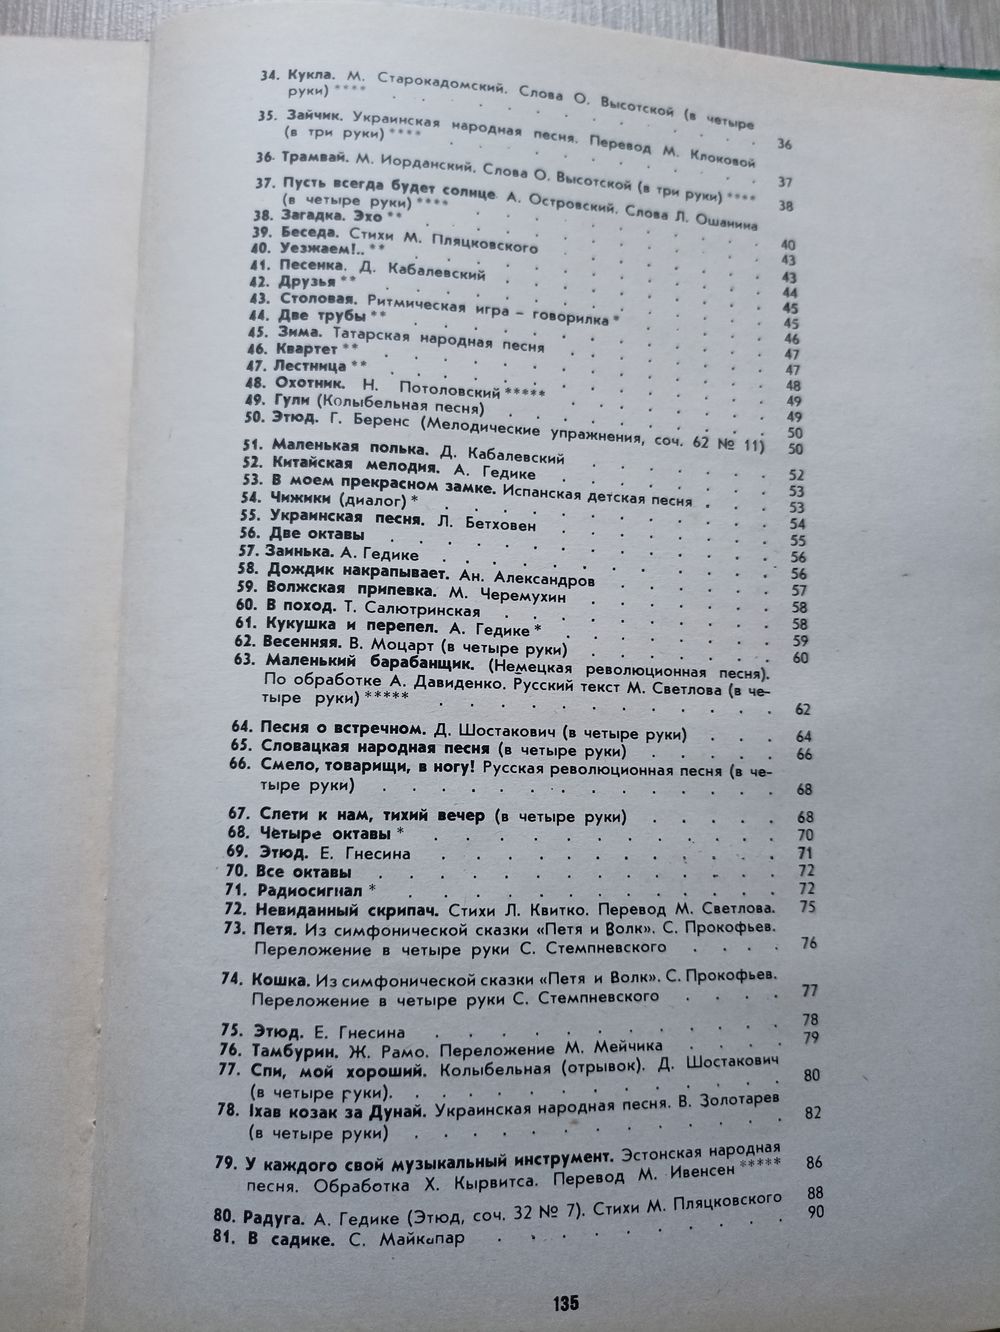 34. Кукла. М. Старокадомский. Слова О. Высотской (в четыре
руки) **** . . . . . . . . . 36
35. Зайчик. Украинская народная песня. Перевод М. Клоковой
(в три руки) **** . . . . . . . . . 37
36. Трамвай. М. Иорданский. Слова О. Высотской (в три руки) **** 38
37. Пусть всегда будет солнце. А. Островский. Слова Л. Ошанина
(в четыре руки) **** . . . . . . . . 40
38. Загадка. Эхо ** . . . . . . . . . 43
39. Беседа. Стихи М. Пляцковского . . . . . . 43
40. Уезжаем!.. ** . . . . . . . . . 44
41. Песенка. Д. Кабалевский . . . . . . . 45
42. Друзья ** . . . . . . . . . . 45
43. Столовая. Ритмическая игра – говорилка * . . . . 46
44. Две трубы ** . . . . . . . . . 47
45. Зима. Татарская народная песня . . . . . . 47
46. Квартет ** . . . . . . . . . . 48
47. Лестница ** . . . . . . . . . . 49
48. Охотник. Н. Потоловский ***** . . . . . . 49
49. Гули (Колыбельная песня) . . . . . . . 50
50. Этюд. Г. Беренс (Мелодические упражнения, соч. 62 № 11) 50
51. Маленькая полька. Д. Кабалевский . . . . . 52
52. Китайская мелодия. А. Гедике . . . . . . 53
53. В моем прекрасном замке. Испанская детская песня . . . 53
54. Чижики (диалог) * . . . . . . . . . 54
55. Украинская песня. Л. Бетховен . . . . . . 55
56. Две октавы . . . . . . . . . . 56
57. Заинька. А. Гедике . . . . . . . . . 56
58. Дождик накрапывает. Ан. Александров . . . . . 57
59. Волжская припевка. М. Черемухин . . . . . 58
60. В поход. Т. Салютринская . . . . . . . 58
61. Кукушка и перепел. А. Гедике * . . . . . . 59
62. Весенняя. В. Моцарт (в четыре руки) . . . . . 60
63. Маленький барабанщик. (Немецкая революционная песня).
По обработке А. Давиденко. Русский текст М. Светлова (в че-
тыре руки) ***** . . . . . . . . . 62
64. Песня о встречном. Д. Шостакович (в четыре руки) . . . 64
65. Словацкая народная песня (в четыре руки) . . . . 66
66. Смело, товарищи, в ногу! Русская революционная песня (в че-
тыре руки) . . . . . . . . . . 68
67. Слети к нам, тихий вечер (в четыре руки) . . . . . 68
68. Четыре октавы * . . . . . . . . . 70
69. Этюд. Е. Гнесина . . . . . . . . . 71
70. Все октавы . . . . . . . . . . 72
71. Радиосигнал * . . . . . . . . . . 72
72. Невиданный скрипач. Стихи Л. Квитко. Перевод М. Светлова. 75
73. Петя. Из симфонической сказки «Петя и Волк». С. Прокофьев.
Переложение в четыре руки С. Стемпневского . . . . 76
74. Кошка. Из симфонической сказки «Петя и Волк». С. Прокофьев.
Переложение в четыре руки С. Стемпневского . . . . 77
75. Этюд. Е. Гнесина . . . . . . . . . 78
76. Тамбурин. Ж. Рамо. Переложение М. Мейчика . . . . 79
77. Спи, мой хороший. Колыбельная (отрывок). Д. Шостакович
(в четыре руки). . . . . . . . . . 80
78. Їхав козак за Дунай. Украинская народная песня. В. Золотарев
(в четыре руки) . . . . . . . . . 82
79. У каждого свой музыкальный инструмент. Эстонская народная
песня. Обработка Х. Кырвитса. Перевод М. Ивенсен ***** 86
80. Радуга. А. Гедике (Этюд, соч. 32 № 7). Стихи М. Пляцковского 88
81. В садике. С. Майкапар . . . . . . . . 90
135